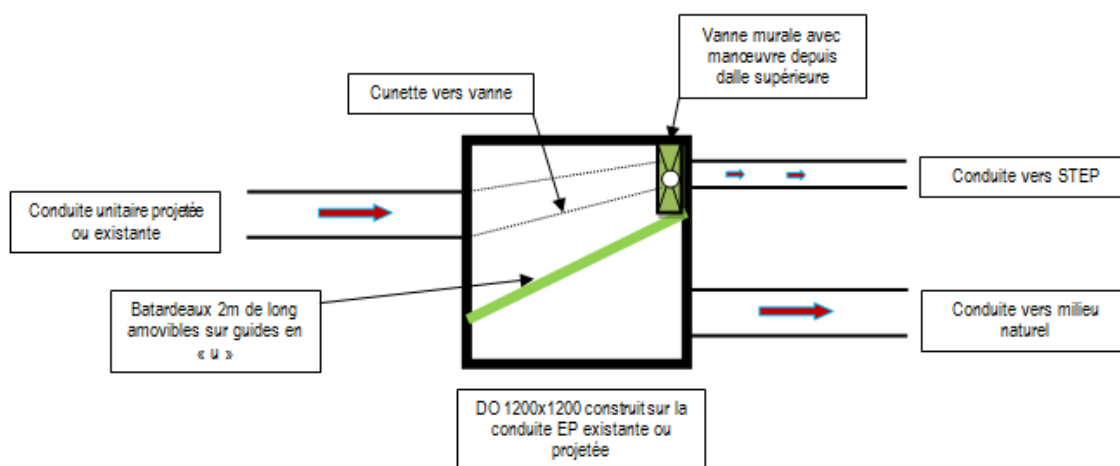 Vanne murale avec
manœuvre depuis
dalle supérieure
Cunette vers vanne
Conduite unitaire projetée
ou existante
Conduite vers STEP
Batardeaux 2m de long
amovibles sur guides en
« u »
Conduite vers milieu
naturel
DO 1200x1200 construit sur la
conduite EP existante ou
projetée